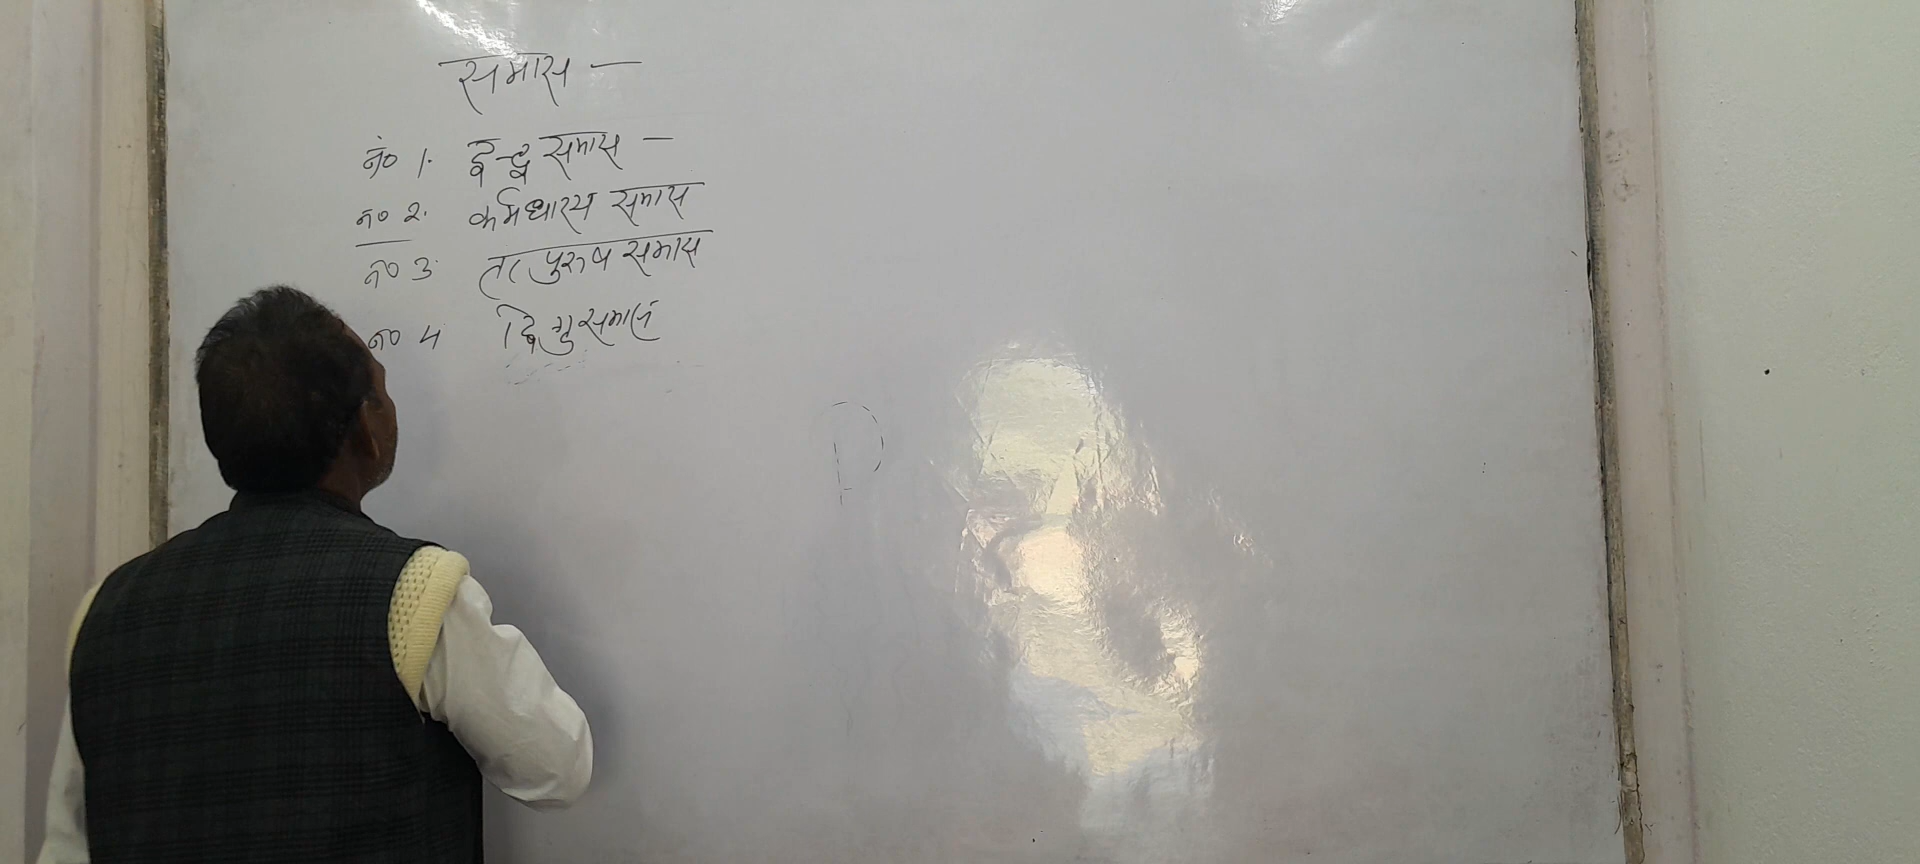 समास —
नं० 1. द्वन्द्व समास —
नं० 2. कर्मधारय समास
नं० 3. तत्पुरुष समास
नं० 4 द्विगु समास
P